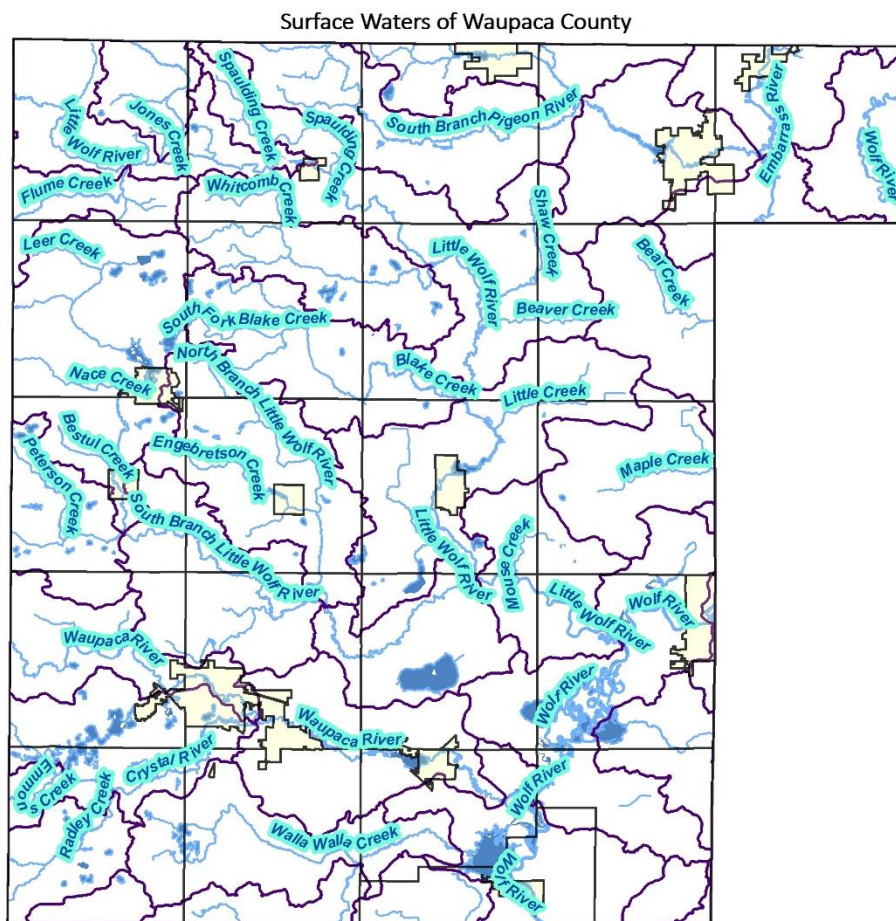 Surface Waters of Waupaca County
Spaulding Creek
Little Wolf River
Jones Creek
Spaulding Creek
South Branch Pigeon River
Embarras River
Wolf River
Flume Creek
Whitcomb Creek
Shaw Creek
Leer Creek
Little Wolf River
Bear Creek
South Fork Blake Creek
Beaver Creek
North Branch Little Wolf River
Nace Creek
Blake Creek
Little Creek
Bestul Creek
Peterson Creek
Engebretson Creek
Maple Creek
South Branch Little Wolf River
Little Wolf River
Mouse Creek
Little Wolf River
Wolf River
Waupaca River
Wolf River
Waupaca River
Crystal River
Emmons Creek
Radley Creek
Wolf River
Walla Walla Creek
Wolf River